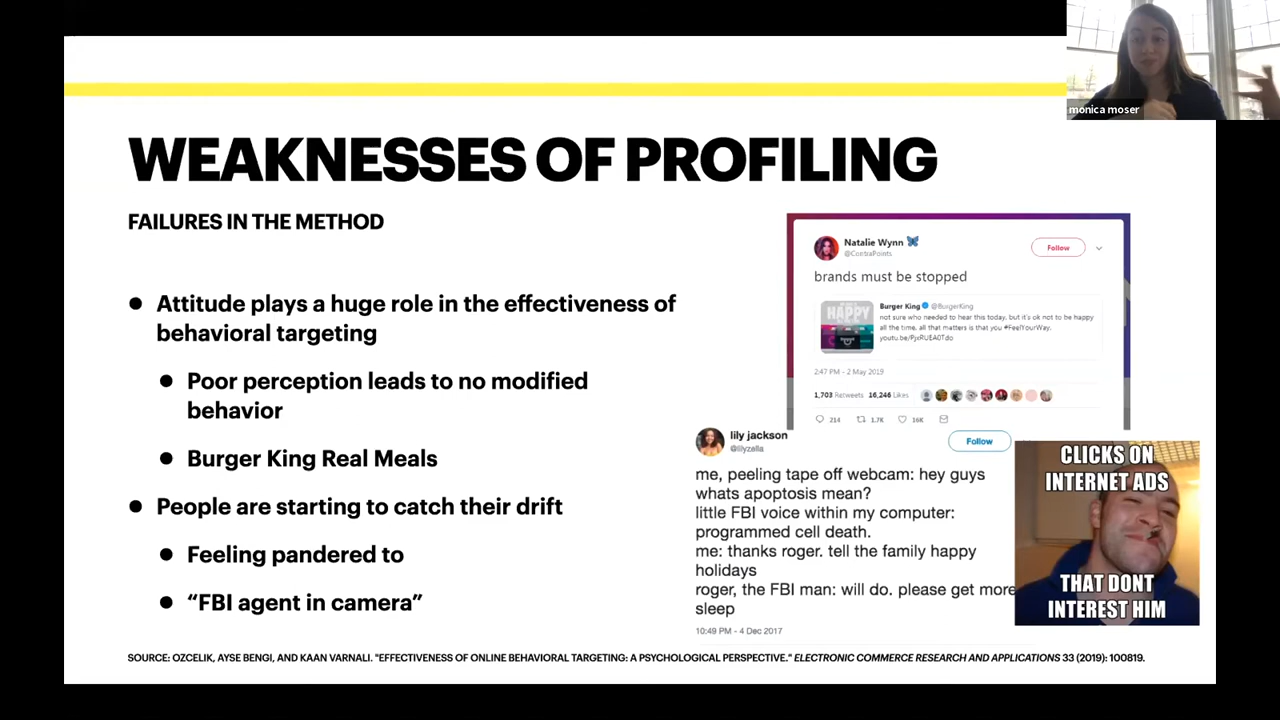 monica moser
WEAKNESSES OF PROFILING
FAILURES IN THE METHOD
● Attitude plays a huge role in the effectiveness of
behavioral targeting
● Poor perception leads to no modified
behavior
● Burger King Real Meals
● People are starting to catch their drift
● Feeling pandered to
● “FBI agent in camera”
Natalie Wynn
@ContraPoints
Follow
brands must be stopped
Burger King @BurgerKing
not sure who needed to hear this today, but it's ok not to be happy
all the time, all that matters is that you #FeelYourWay.
HAPPY
2:47 PM - 2 May 2019
1,703 Retweets 16,246 Likes
214 1.7K 16K
lily jackson
@lilyzella
Follow
me, peeling tape off webcam: hey guys
whats apoptosis mean?
little FBI voice within my computer:
programmed cell death.
me: thanks roger. tell the family happy
holidays
roger, the FBI man: will do. please get more
sleep
10:49 PM - 4 Dec 2017
CLICKS ON
INTERNET ADS
THAT DONT
INTEREST HIM
SOURCE: OZCELIK, AYSE BENGI, AND KAAN VARNALI. "EFFECTIVENESS OF ONLINE BEHAVIORAL TARGETING: A PSYCHOLOGICAL PERSPECTIVE." ELECTRONIC COMMERCE RESEARCH AND APPLICATIONS 33 (2019): 100819.